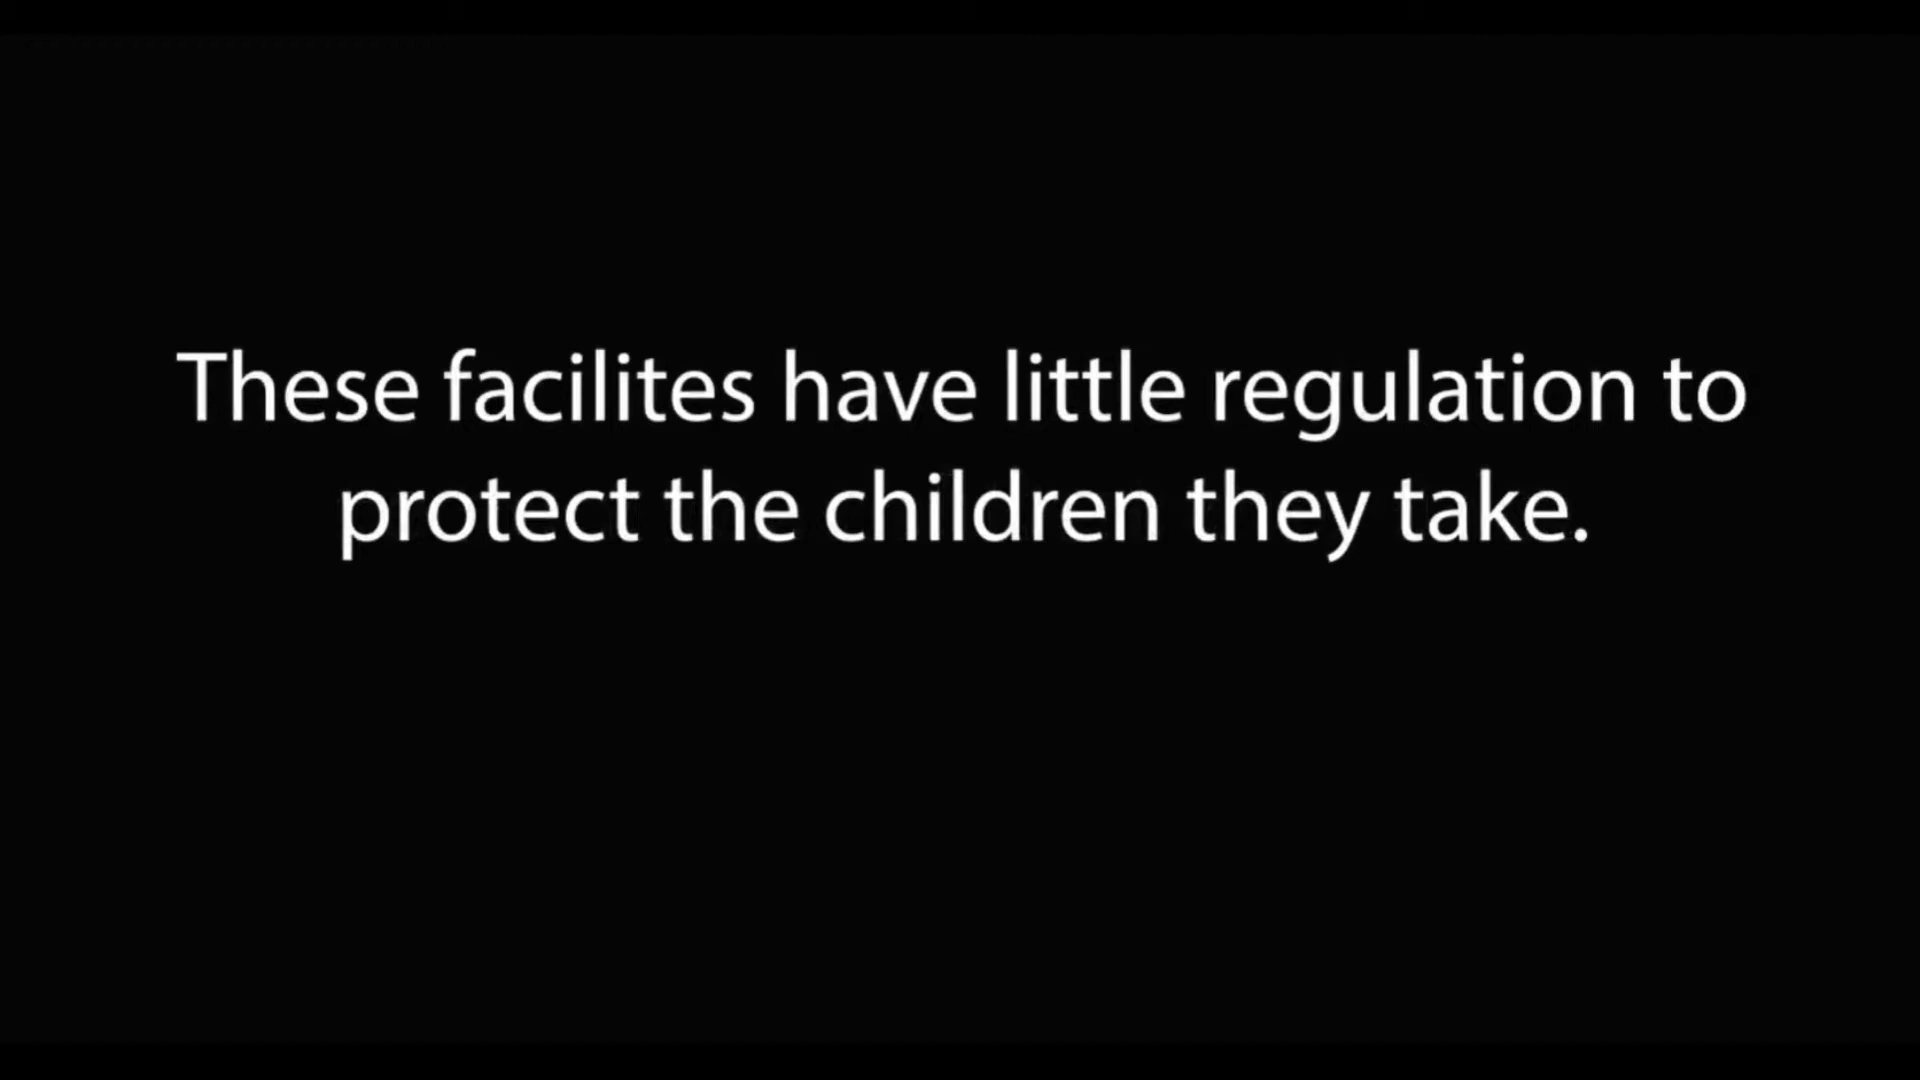 These facilites have little regulation to
protect the children they take.